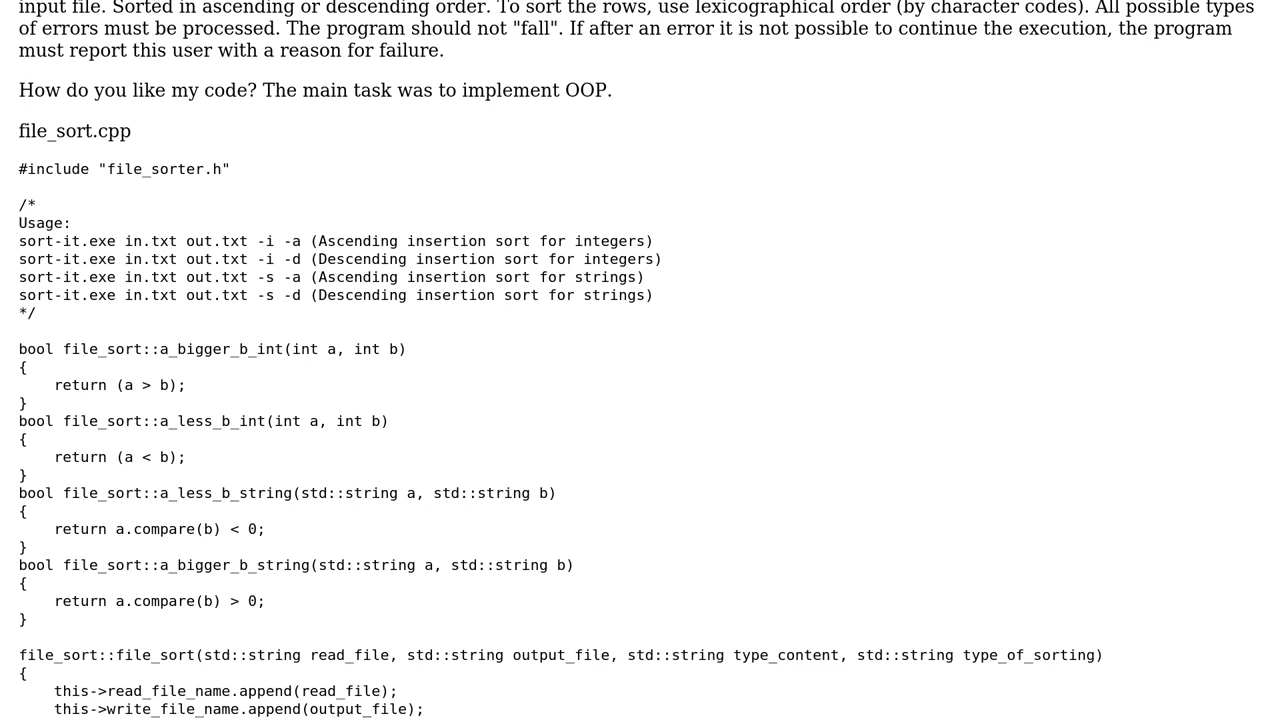 input file. Sorted in ascending or descending order. To sort the rows, use lexicographical order (by character codes). All possible types
of errors must be processed. The program should not "fall". If after an error it is not possible to continue the execution, the program
must report this user with a reason for failure.
How do you like my code? The main task was to implement OOP.
file_sort.cpp
#include "file_sorter.h"
/*
Usage:
sort-it.exe in.txt out.txt -i -a (Ascending insertion sort for integers)
sort-it.exe in.txt out.txt -i -d (Descending insertion sort for integers)
sort-it.exe in.txt out.txt -s -a (Ascending insertion sort for strings)
sort-it.exe in.txt out.txt -s -d (Descending insertion sort for strings)
*/
bool file_sort::a_bigger_b_int(int a, int b)
{
    return (a > b);
}
bool file_sort::a_less_b_int(int a, int b)
{
    return (a < b);
}
bool file_sort::a_less_b_string(std::string a, std::string b)
{
    return a.compare(b) < 0;
}
bool file_sort::a_bigger_b_string(std::string a, std::string b)
{
    return a.compare(b) > 0;
}
file_sort::file_sort(std::string read_file, std::string output_file, std::string type_content, std::string type_of_sorting)
{
    this->read_file_name.append(read_file);
    this->write_file_name.append(output_file);